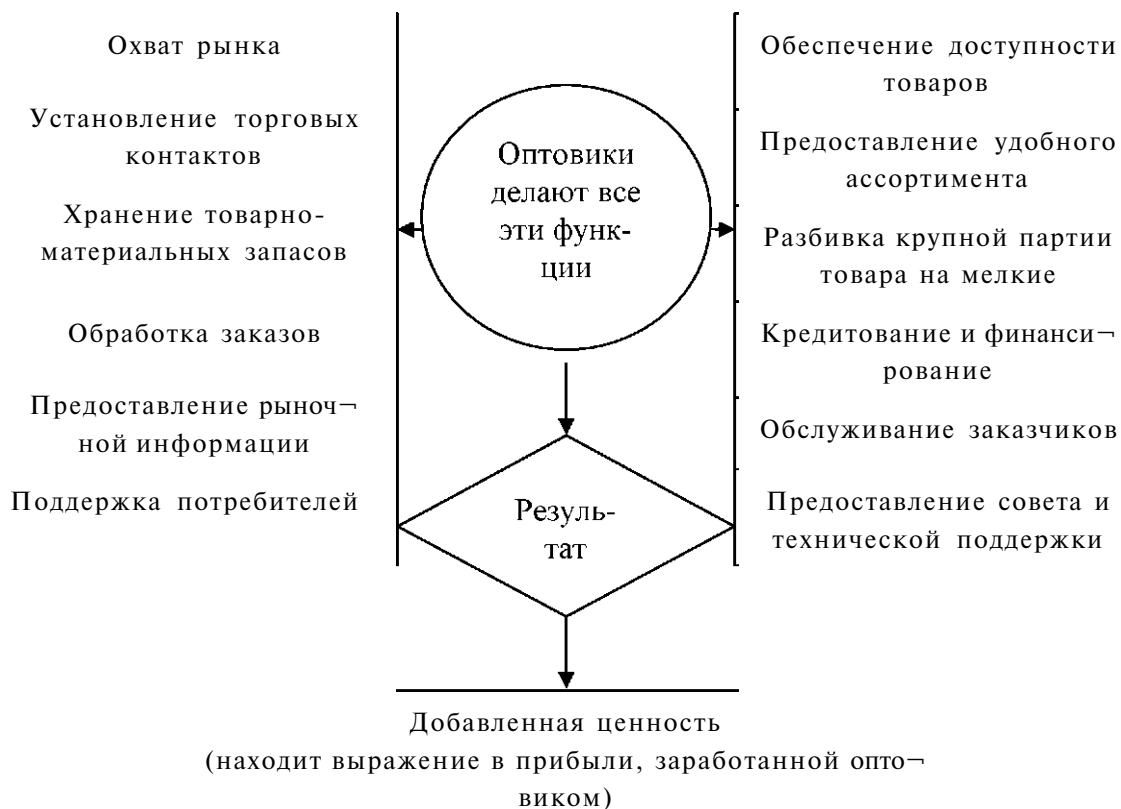 Охват рынка
Установление торговых
контактов
Хранение товарно-
материальных запасов
Обработка заказов
Предоставление рыноч¬
ной информации
Поддержка потребителей
Оптовики
делают все
эти функ-
ции
Резуль-
тат
Обеспечение доступности
товаров
Предоставление удобного
ассортимента
Разбивка крупной партии
товара на мелкие
Кредитование и финанси¬
рование
Обслуживание заказчиков
Предоставление совета и
технической поддержки
Добавленная ценность
(находит выражение в прибыли, заработанной опто¬
виком)